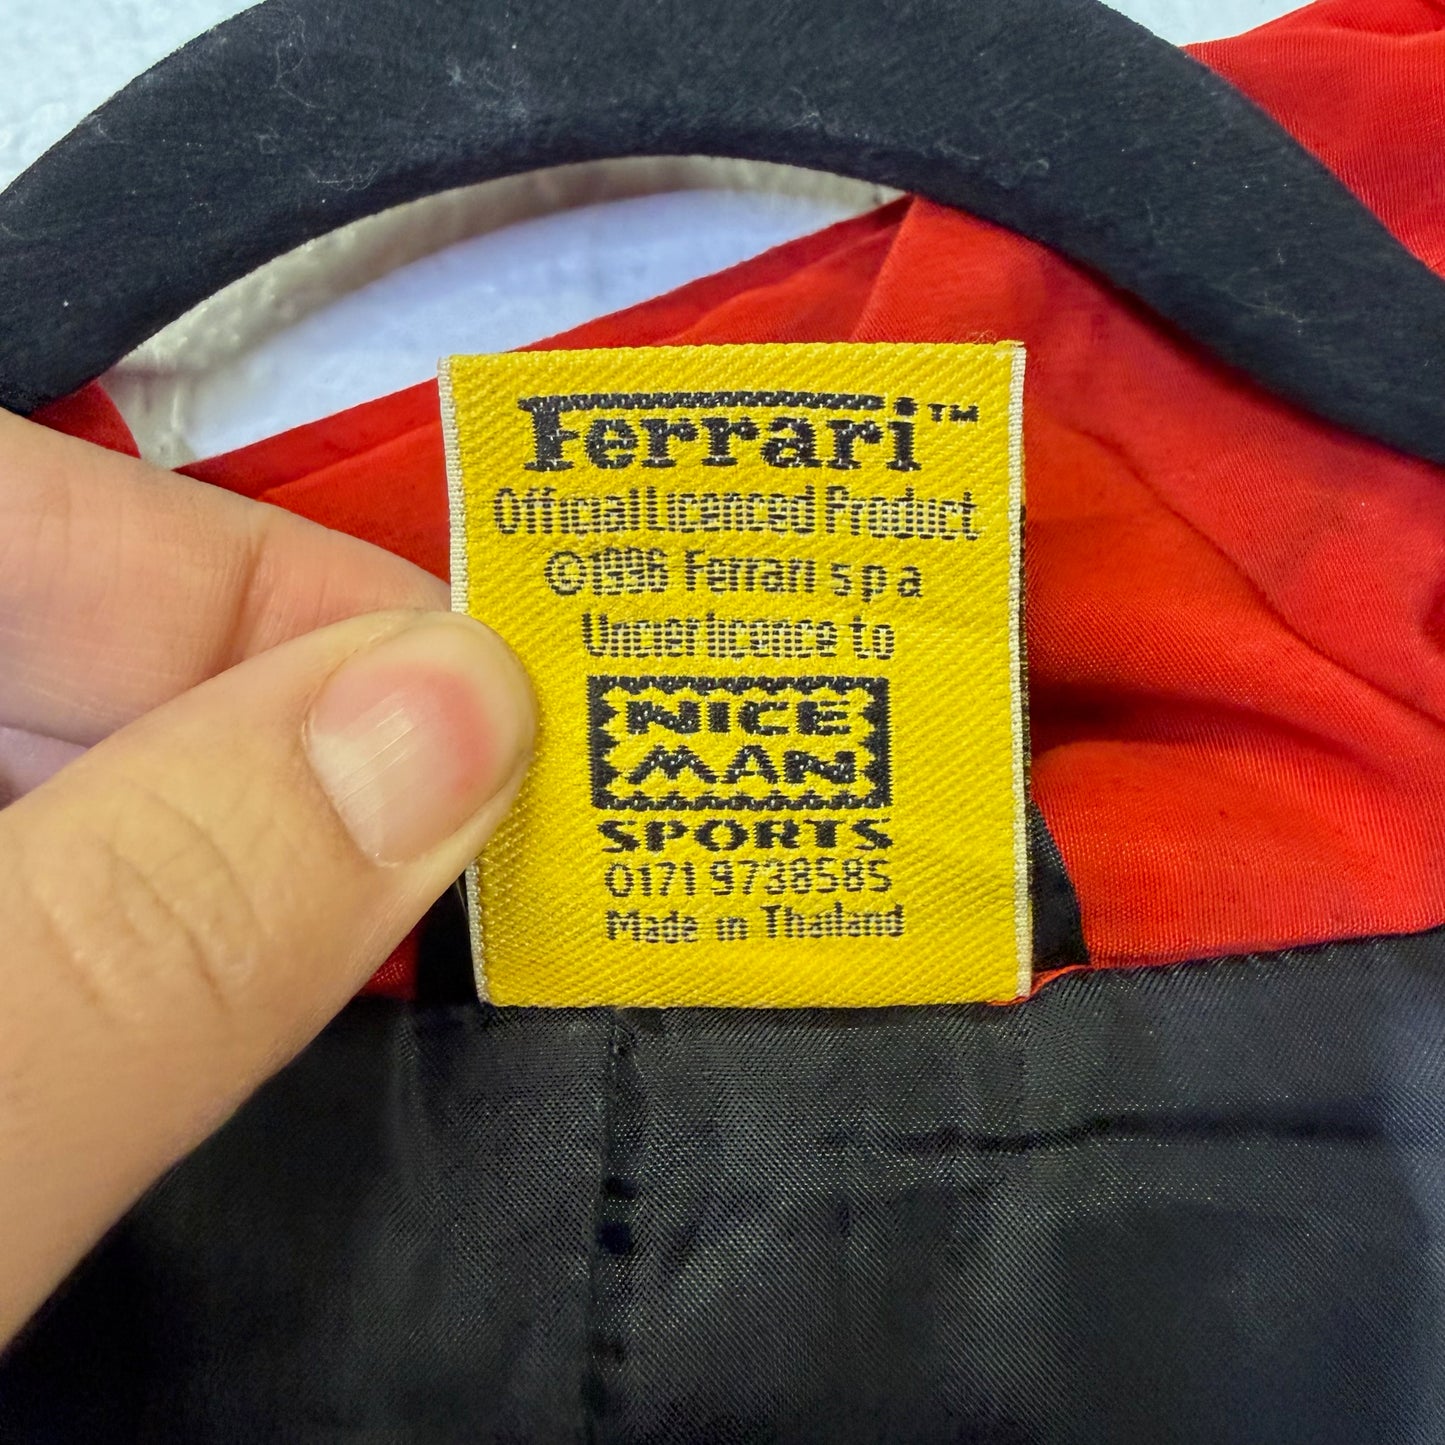 Ferrari™
Official Licenced Product
©1996 Ferrari s p a
Under licence to
NICE
MAN
SPORTS
0171 9738585
Made in Thailand